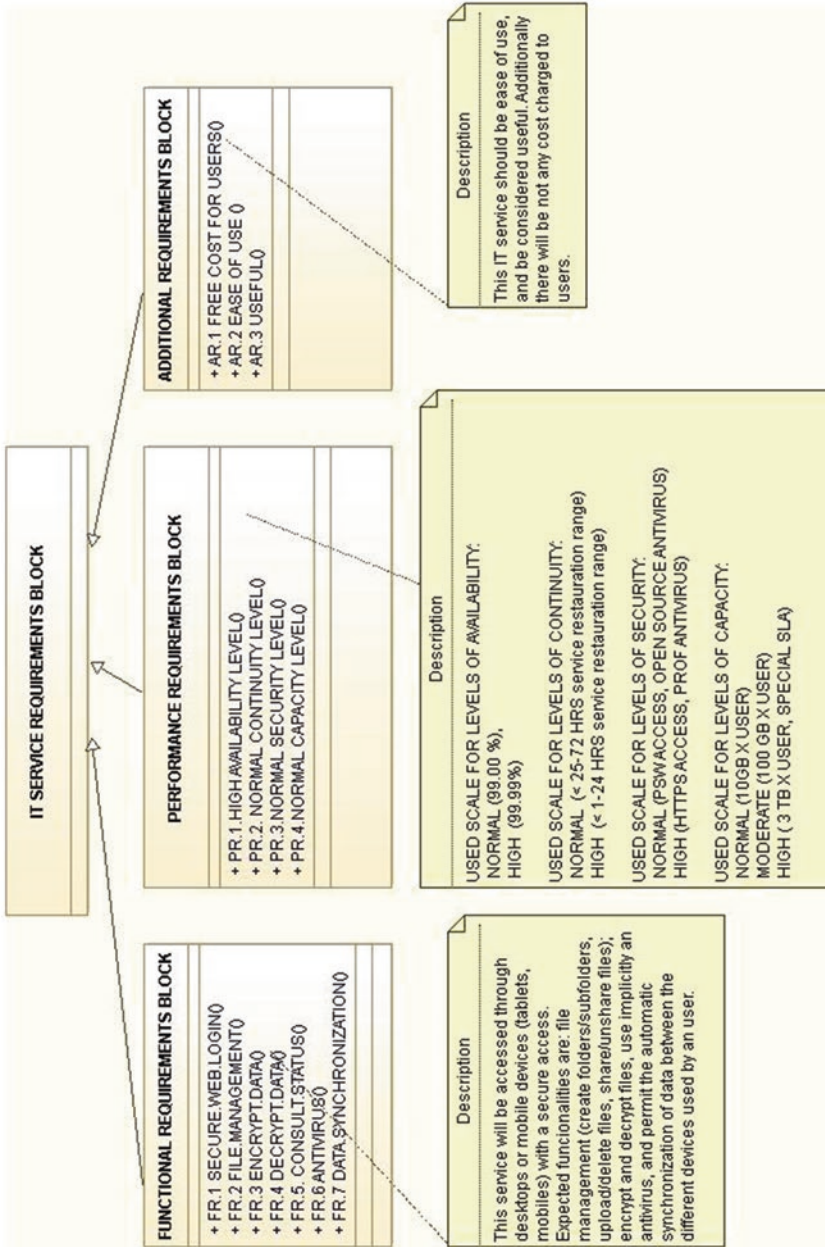 IT SERVICE REQUIREMENTS BLOCK
FUNCTIONAL REQUIREMENTS BLOCK
+ FR.1 SECURE.WEB.LOGIN()
+ FR.2 FILE.MANAGEMENT()
+ FR.3 ENCRYPT.DATA()
+ FR.4 DECRYPT.DATA()
+ FR.5. CONSULT.STATUS()
+ FR.6 ANTIVIRUS()
+ FR.7 DATA.SYNCHRONIZATION()
PERFORMANCE REQUIREMENTS BLOCK
+ PR.1.HIGH AVAILABILITY LEVEL()
+ PR.2. NORMAL CONTINUITY LEVEL()
+ PR.3.NORMAL SECURITY LEVEL()
+ PR.4.NORMAL CAPACITY LEVEL()
ADDITIONAL REQUIREMENTS BLOCK
+ AR.1 FREE COST FOR USERS()
+ AR.2 EASE OF USE ()
+ AR.3 USEFUL()
Description
This service will be accessed through
desktops or mobile devices (tablets,
mobiles) with a secure access.
Expected funcionalities are: file
management (create folders/subfolders,
upload/delete files, share/unshare files);
encrypt and decrypt files, use implicitly an
antivirus, and permit the automatic
synchronization of data between the
different devices used by an user.
Description
USED SCALE FOR LEVELS OF AVAILABILITY:
NORMAL (99.00 %),
HIGH (99.99%)
USED SCALE FOR LEVELS OF CONTINUITY:
NORMAL (< 25-72 HRS service restauration range)
HIGH (< 1-24 HRS service restauration range)
USED SCALE FOR LEVELS OF SECURITY:
NORMAL (PSW ACCESS, OPEN SOURCE ANTIVIRUS)
HIGH (HTTPS ACCESS, PROF ANTIVIRUS)
USED SCALE FOR LEVELS OF CAPACITY:
NORMAL (10GB X USER)
MODERATE (100 GB X USER)
HIGH ( 3 TB X USER, SPECIAL SLA)
Description
This IT service should be ease of use,
and be considered useful. Additionally
there will be not any cost charged to
users.